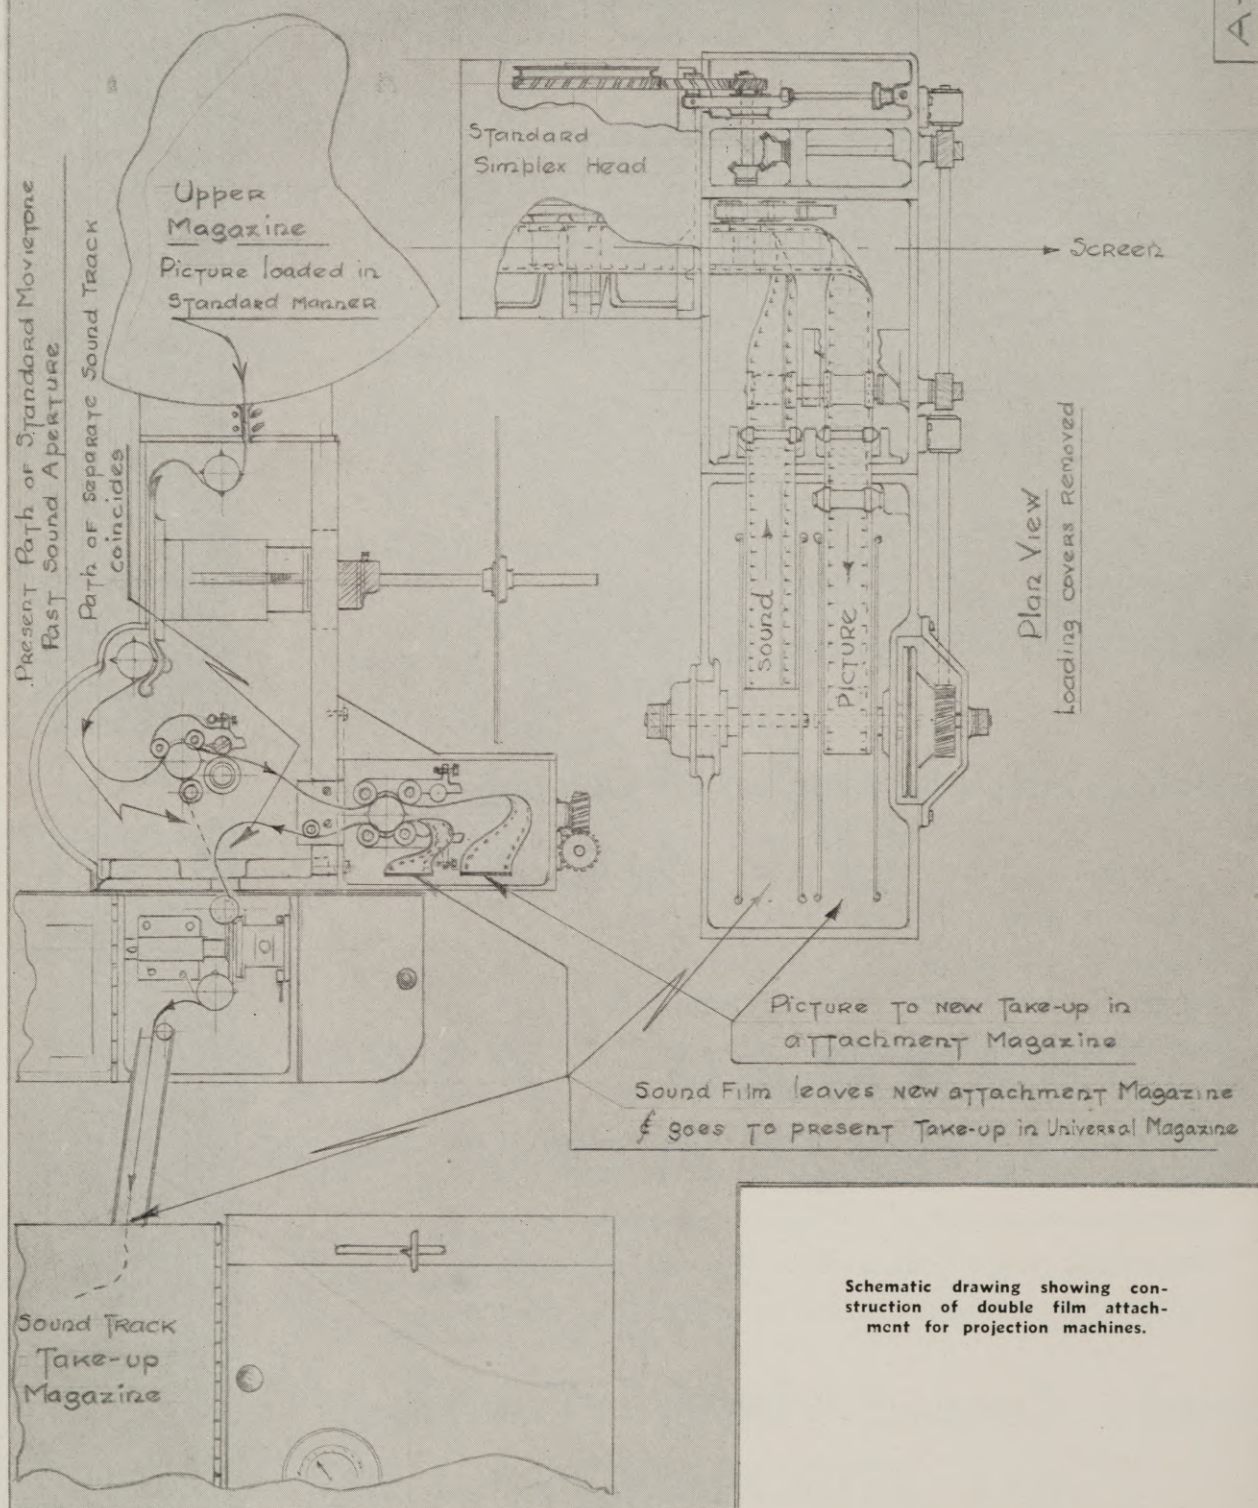 A-
Upper
Magazine
Picture loaded in
Standard Manner
Standard
Simplex Head
Screen
Present Path of Standard Movietone
Past Sound Aperture
Path of Separate Sound Track
coincides
Sound
Picture
Plan View
Loading covers Removed
Picture to new Take-up in
attachment Magazine
Sound Film leaves new attachment Magazine
& goes to present Take-up in Universal Magazine
Sound Track
Take-up
Magazine
Schematic drawing showing con-
struction of double film attach-
ment for projection machines.